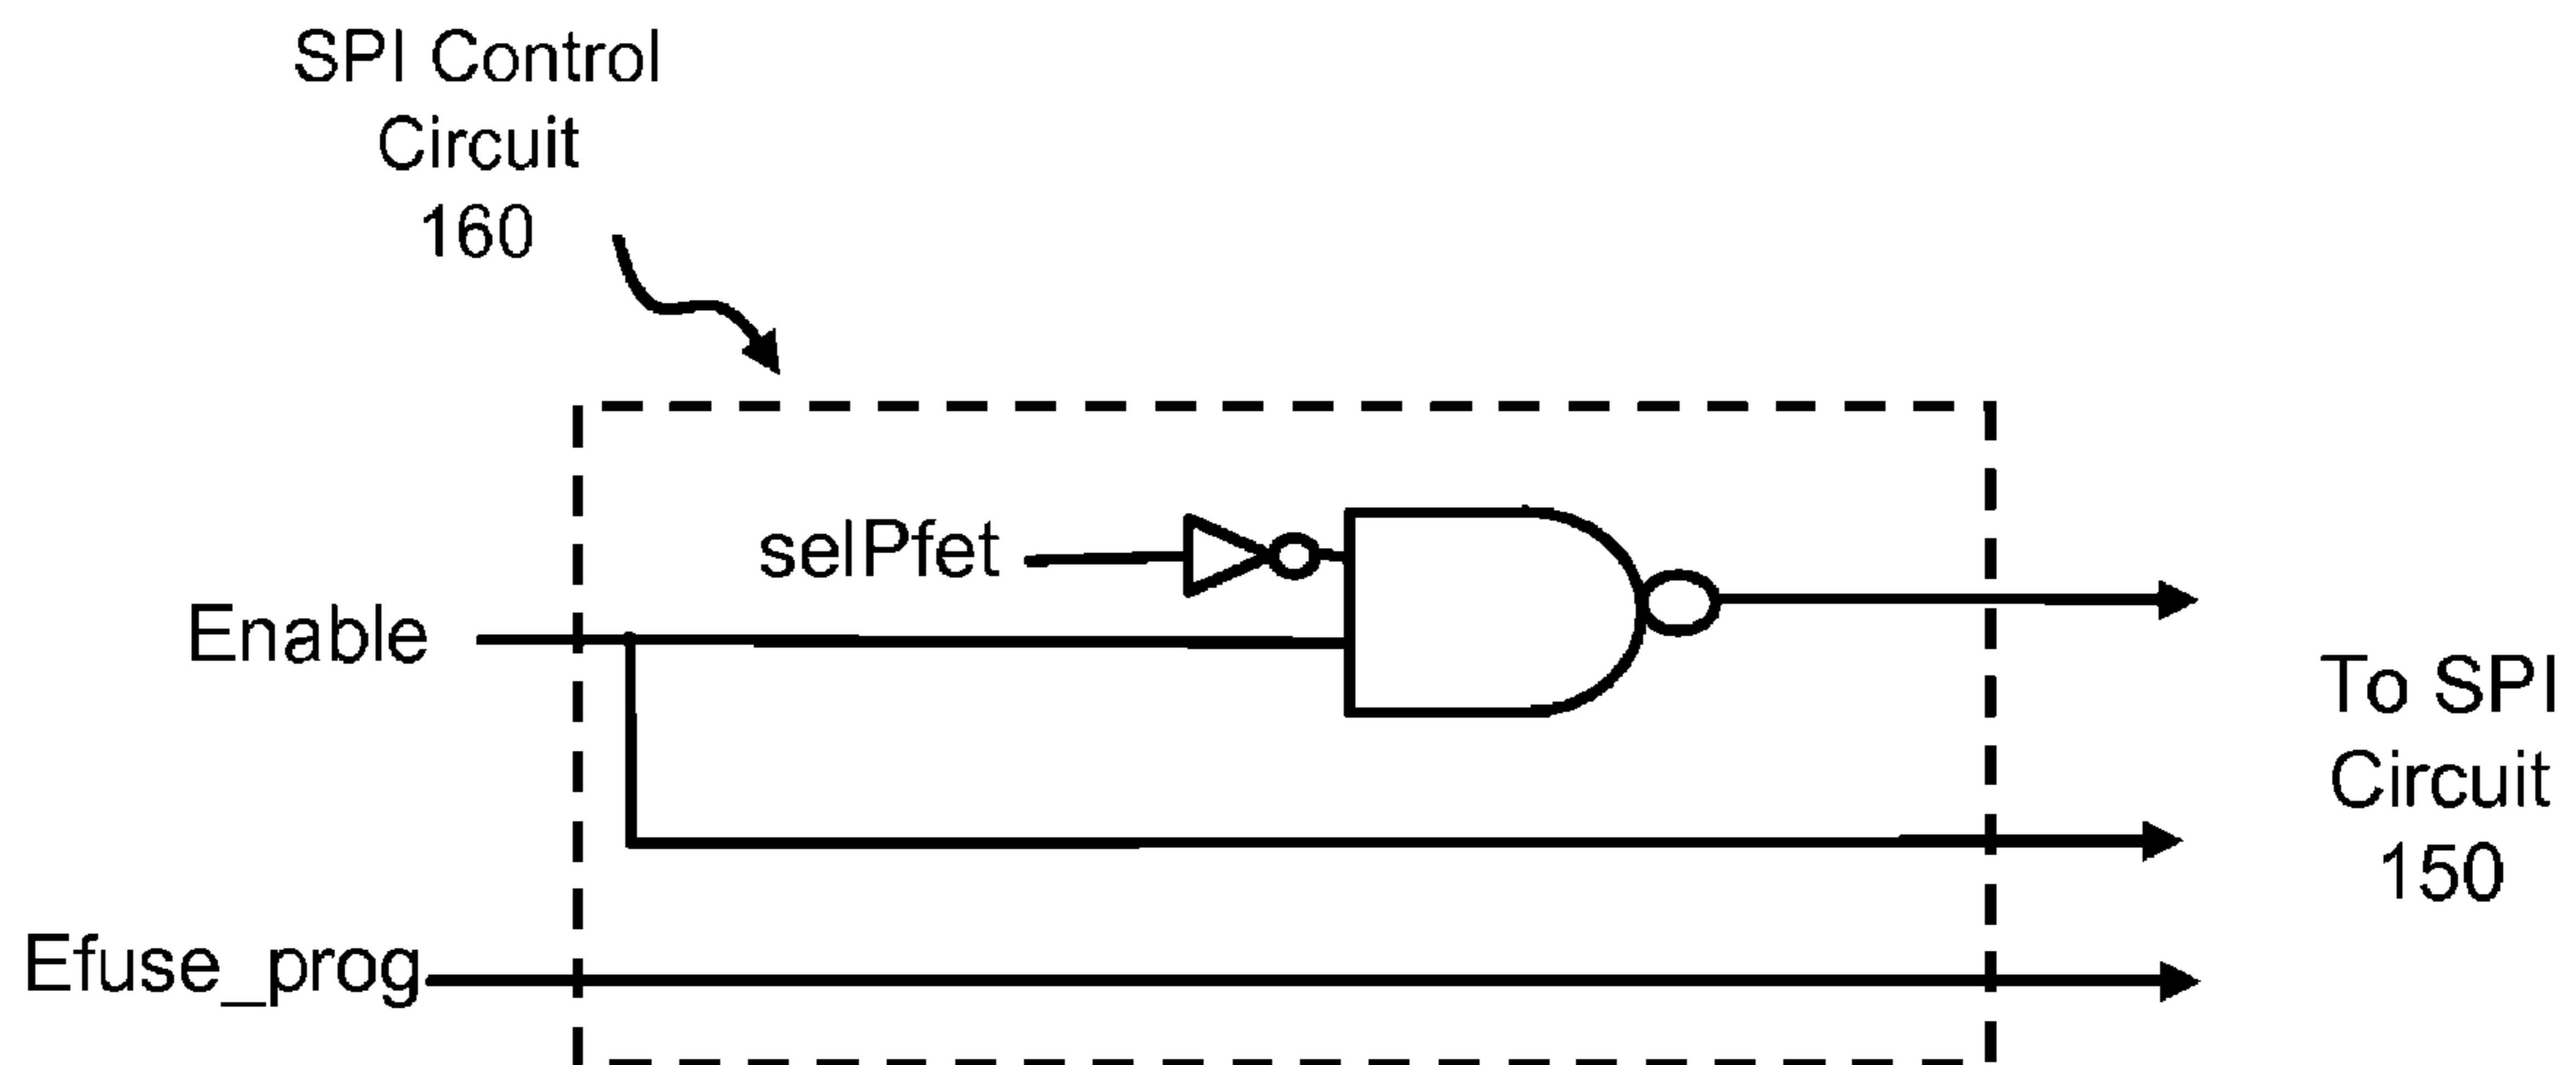 SPI Control
Circuit
160
selPfet
Enable
To SPI
Circuit
150
Efuse_prog